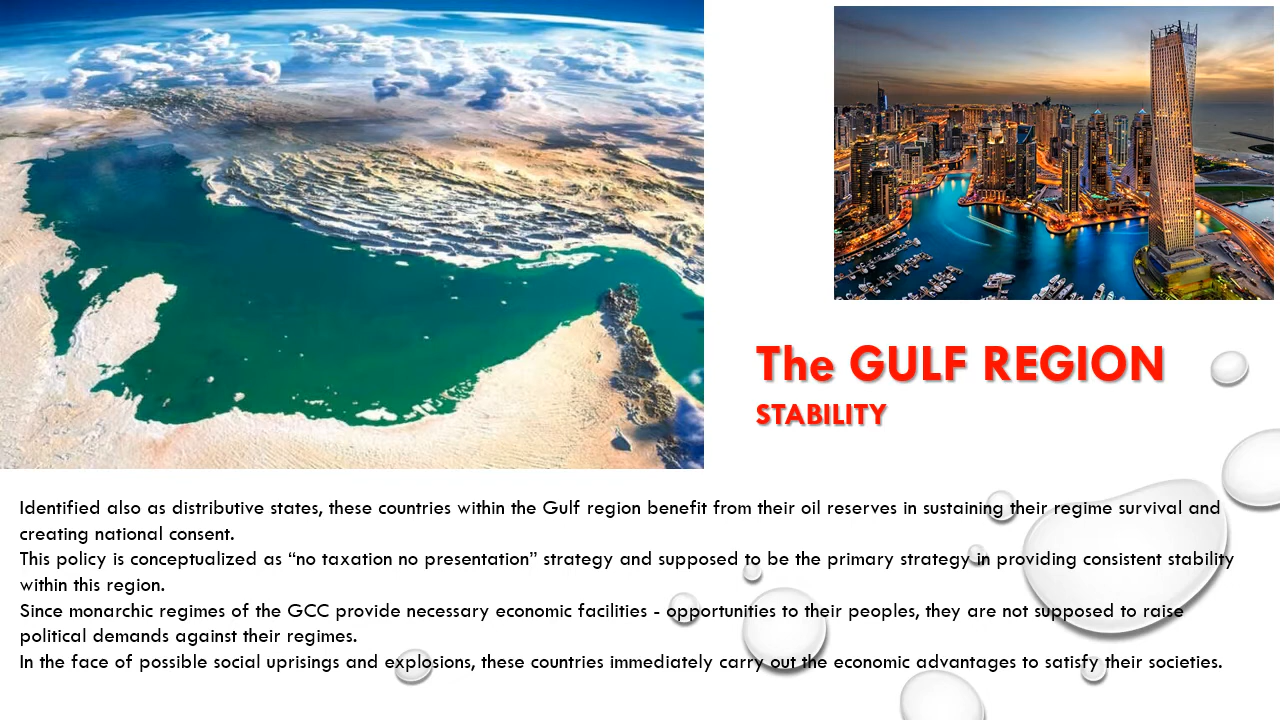 The GULF REGION
STABILITY
Identified also as distributive states, these countries within the Gulf region benefit from their oil reserves in sustaining their regime survival and
creating national consent.
This policy is conceptualized as “no taxation no presentation” strategy and supposed to be the primary strategy in providing consistent stability
within this region.
Since monarchic regimes of the GCC provide necessary economic facilities - opportunities to their peoples, they are not supposed to raise
political demands against their regimes.
In the face of possible social uprisings and explosions, these countries immediately carry out the economic advantages to satisfy their societies.